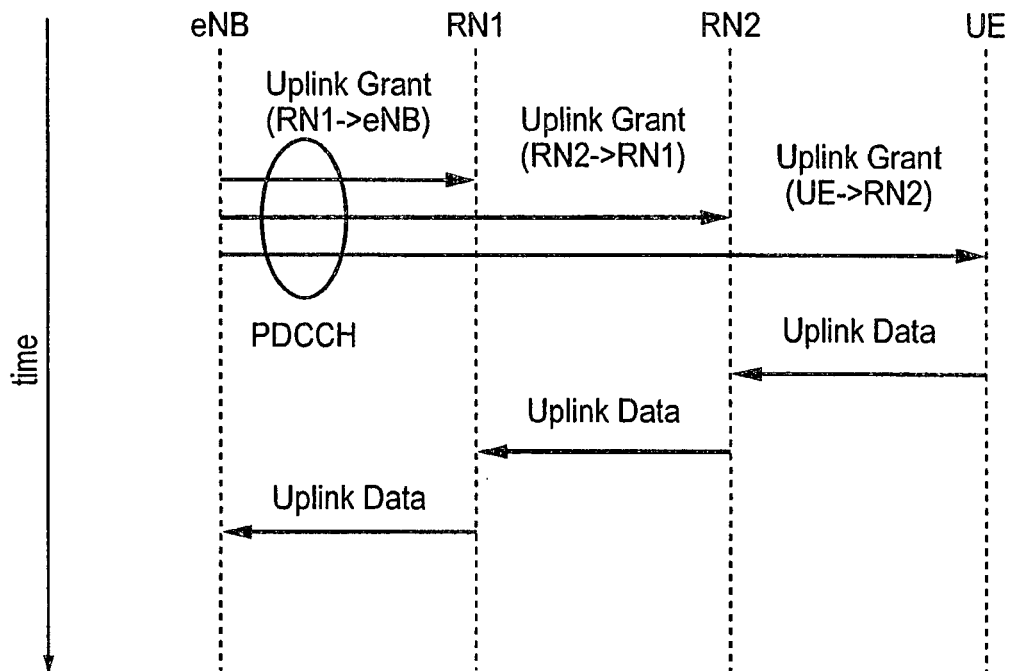 eNB RN1 RN2 UE
Uplink Grant
(RN1->eNB)
Uplink Grant
(RN2->RN1)
Uplink Grant
(UE->RN2)
PDCCH
time
Uplink Data
Uplink Data
Uplink Data